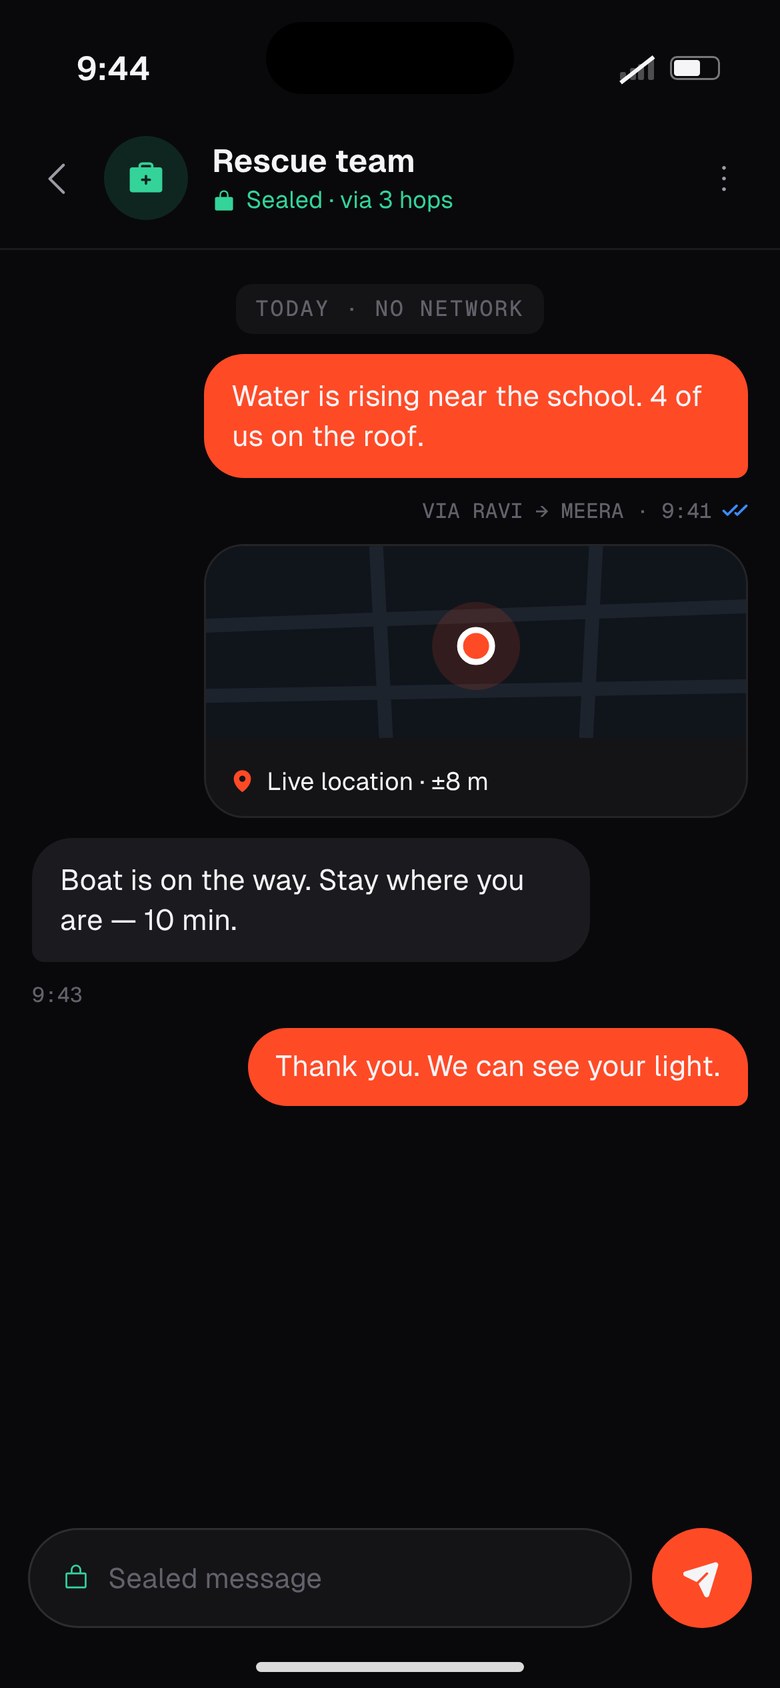 9:44
Rescue team
Sealed · via 3 hops
TODAY · NO NETWORK
Water is rising near the school. 4 of
us on the roof.
VIA RAVI → MEERA · 9:41
Live location · ±8 m
Boat is on the way. Stay where you
are — 10 min.
9:43
Thank you. We can see your light.
Sealed message